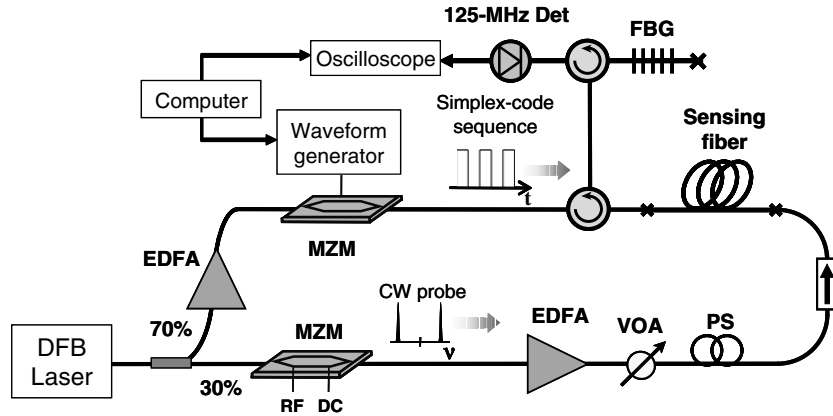 125-MHz Det
FBG
Oscilloscope
Computer
Simplex-code
sequence
Waveform
generator
Sensing
fiber
t
EDFA
MZM
CW probe
70%
MZM
ν
EDFA
VOA
PS
DFB
Laser
30%
RF DC